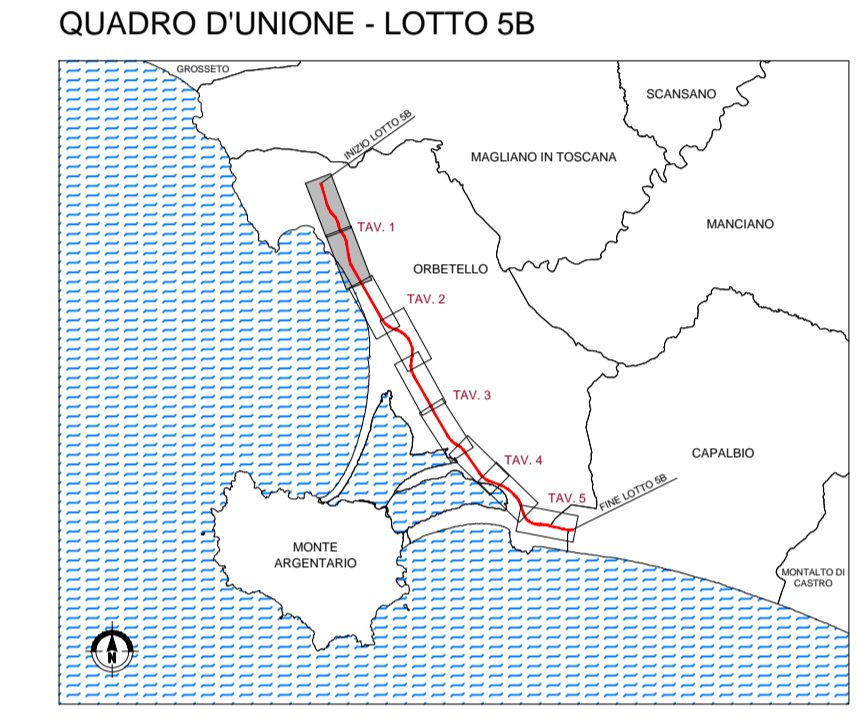 QUADRO D'UNIONE - LOTTO 5B
GROSSETO
SCANSANO
INIZIO LOTTO 5B
MAGLIANO IN TOSCANA
MANCIANO
TAV. 1
ORBETELLO
TAV. 2
TAV. 3
CAPALBIO
TAV. 4
TAV. 5
FINE LOTTO 5B
MONTE
ARGENTARIO
MONTALTO DI
CASTRO
N